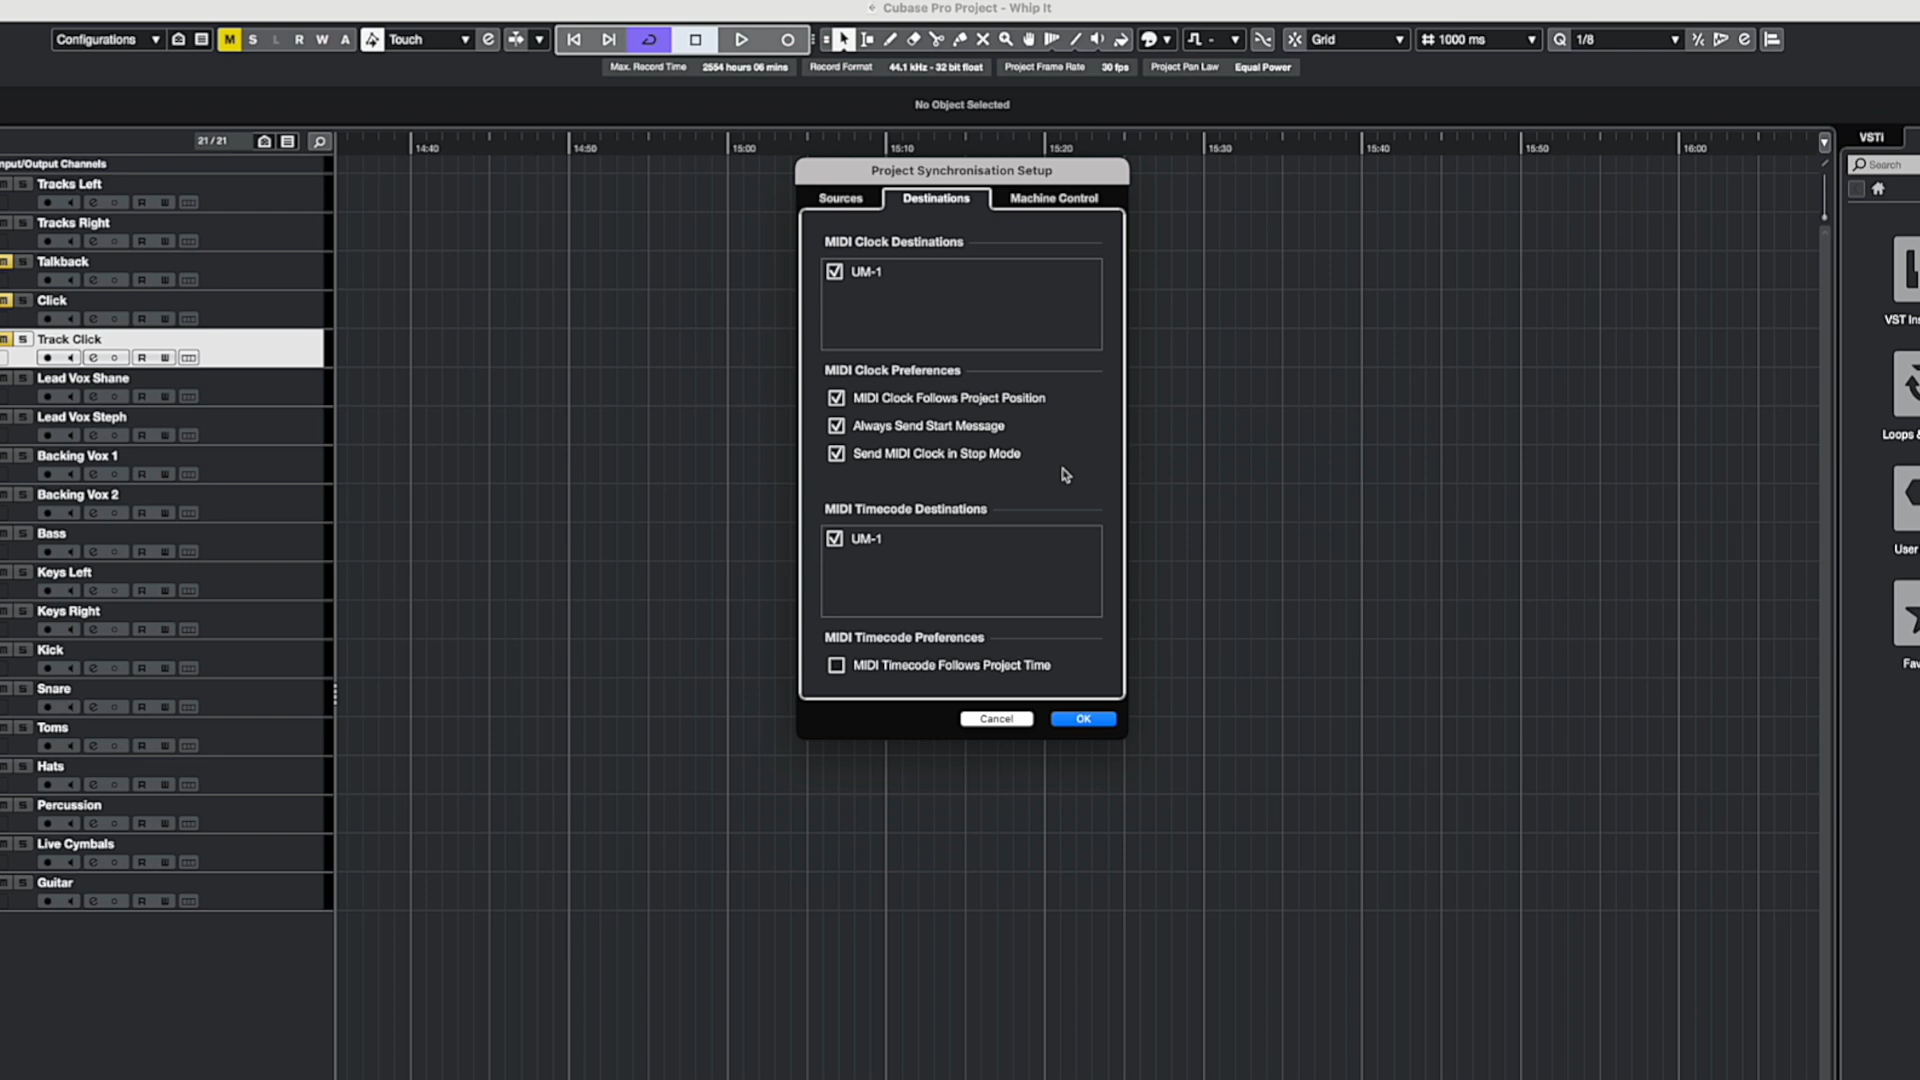 Cubase Pro Project - Whip It
Configurations M S L R W A Touch Grid 1000 ms Q 1/8
Max. Record Time 2554 hours 06 mins Record Format 44.1 kHz - 32 bit float Project Frame Rate 30 fps Project Pan Law Equal Power
No Object Selected
21 / 21 14:40 14:50 15:00 15:10 15:20 15:30 15:40 15:50 16:00 VSTi
nput/Output Channels
Search
Project Synchronisation Setup
Sources Destinations Machine Control
MIDI Clock Destinations
UM-1
MIDI Clock Preferences
MIDI Clock Follows Project Position
Always Send Start Message
Send MIDI Clock in Stop Mode
MIDI Timecode Destinations
UM-1
MIDI Timecode Preferences
MIDI Timecode Follows Project Time
Cancel OK
Tracks Left
Tracks Right
Talkback
Click
Track Click
Lead Vox Shane
Lead Vox Steph
Backing Vox 1
Backing Vox 2
Bass
Keys Left
Keys Right
Kick
Snare
Toms
Hats
Percussion
Live Cymbals
Guitar
VST Ins
Loops &
User
Fav